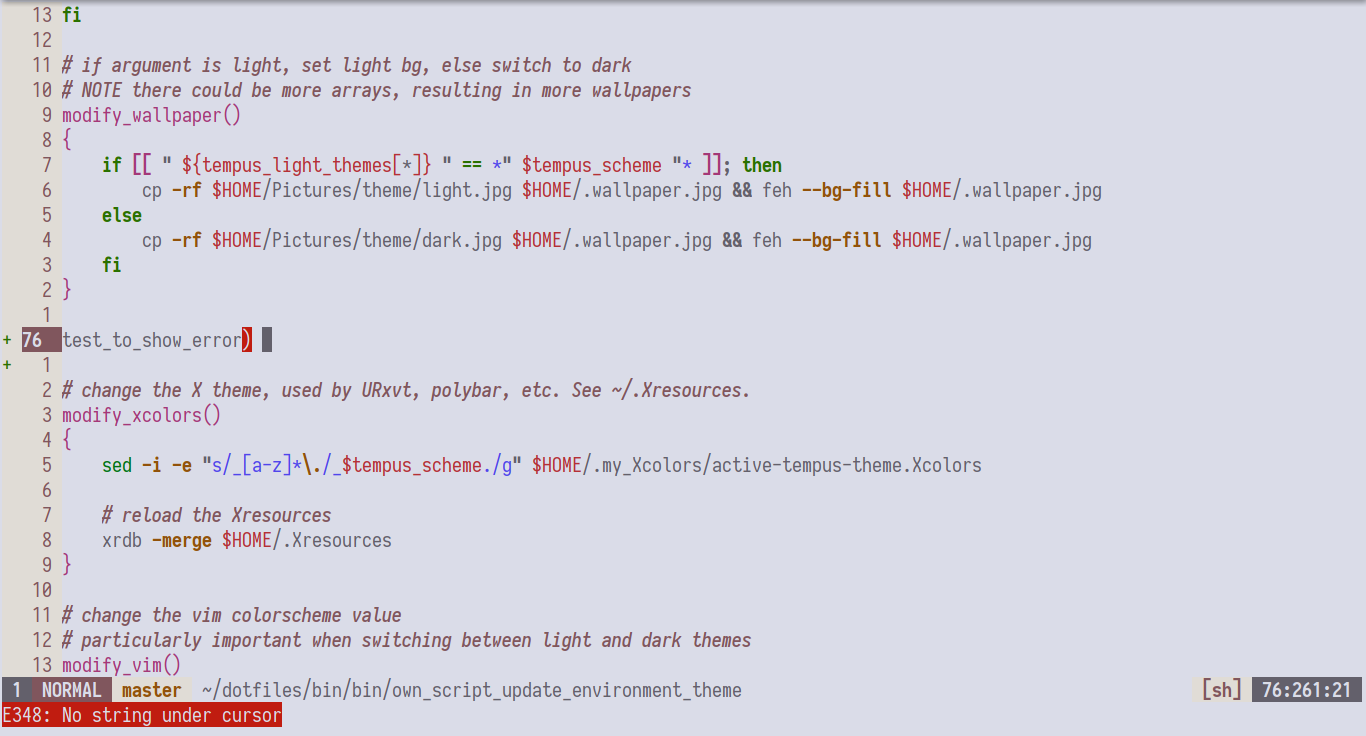 13 fi
12
11 # if argument is light, set light bg, else switch to dark
10 # NOTE there could be more arrays, resulting in more wallpapers
9 modify_wallpaper()
8 {
7     if [[ " ${tempus_light_themes[*]} " == *" $tempus_scheme "* ]]; then
6         cp -rf $HOME/Pictures/theme/light.jpg $HOME/.wallpaper.jpg && feh --bg-fill $HOME/.wallpaper.jpg
5     else
4         cp -rf $HOME/Pictures/theme/dark.jpg $HOME/.wallpaper.jpg && feh --bg-fill $HOME/.wallpaper.jpg
3     fi
2 }
1
+ 76 test_to_show_error)
+ 1
2 # change the X theme, used by URxvt, polybar, etc. See ~/.Xresources.
3 modify_xcolors()
4 {
5     sed -i -e "s/_[a-z]*\./_$tempus_scheme./g" $HOME/.my_Xcolors/active-tempus-theme.Xcolors
6
7     # reload the Xresources
8     xrdb -merge $HOME/.Xresources
9 }
10
11 # change the vim colorscheme value
12 # particularly important when switching between light and dark themes
13 modify_vim()
1 NORMAL master ~/dotfiles/bin/bin/own_script_update_environment_theme [sh] 76:261:21
E348: No string under cursor